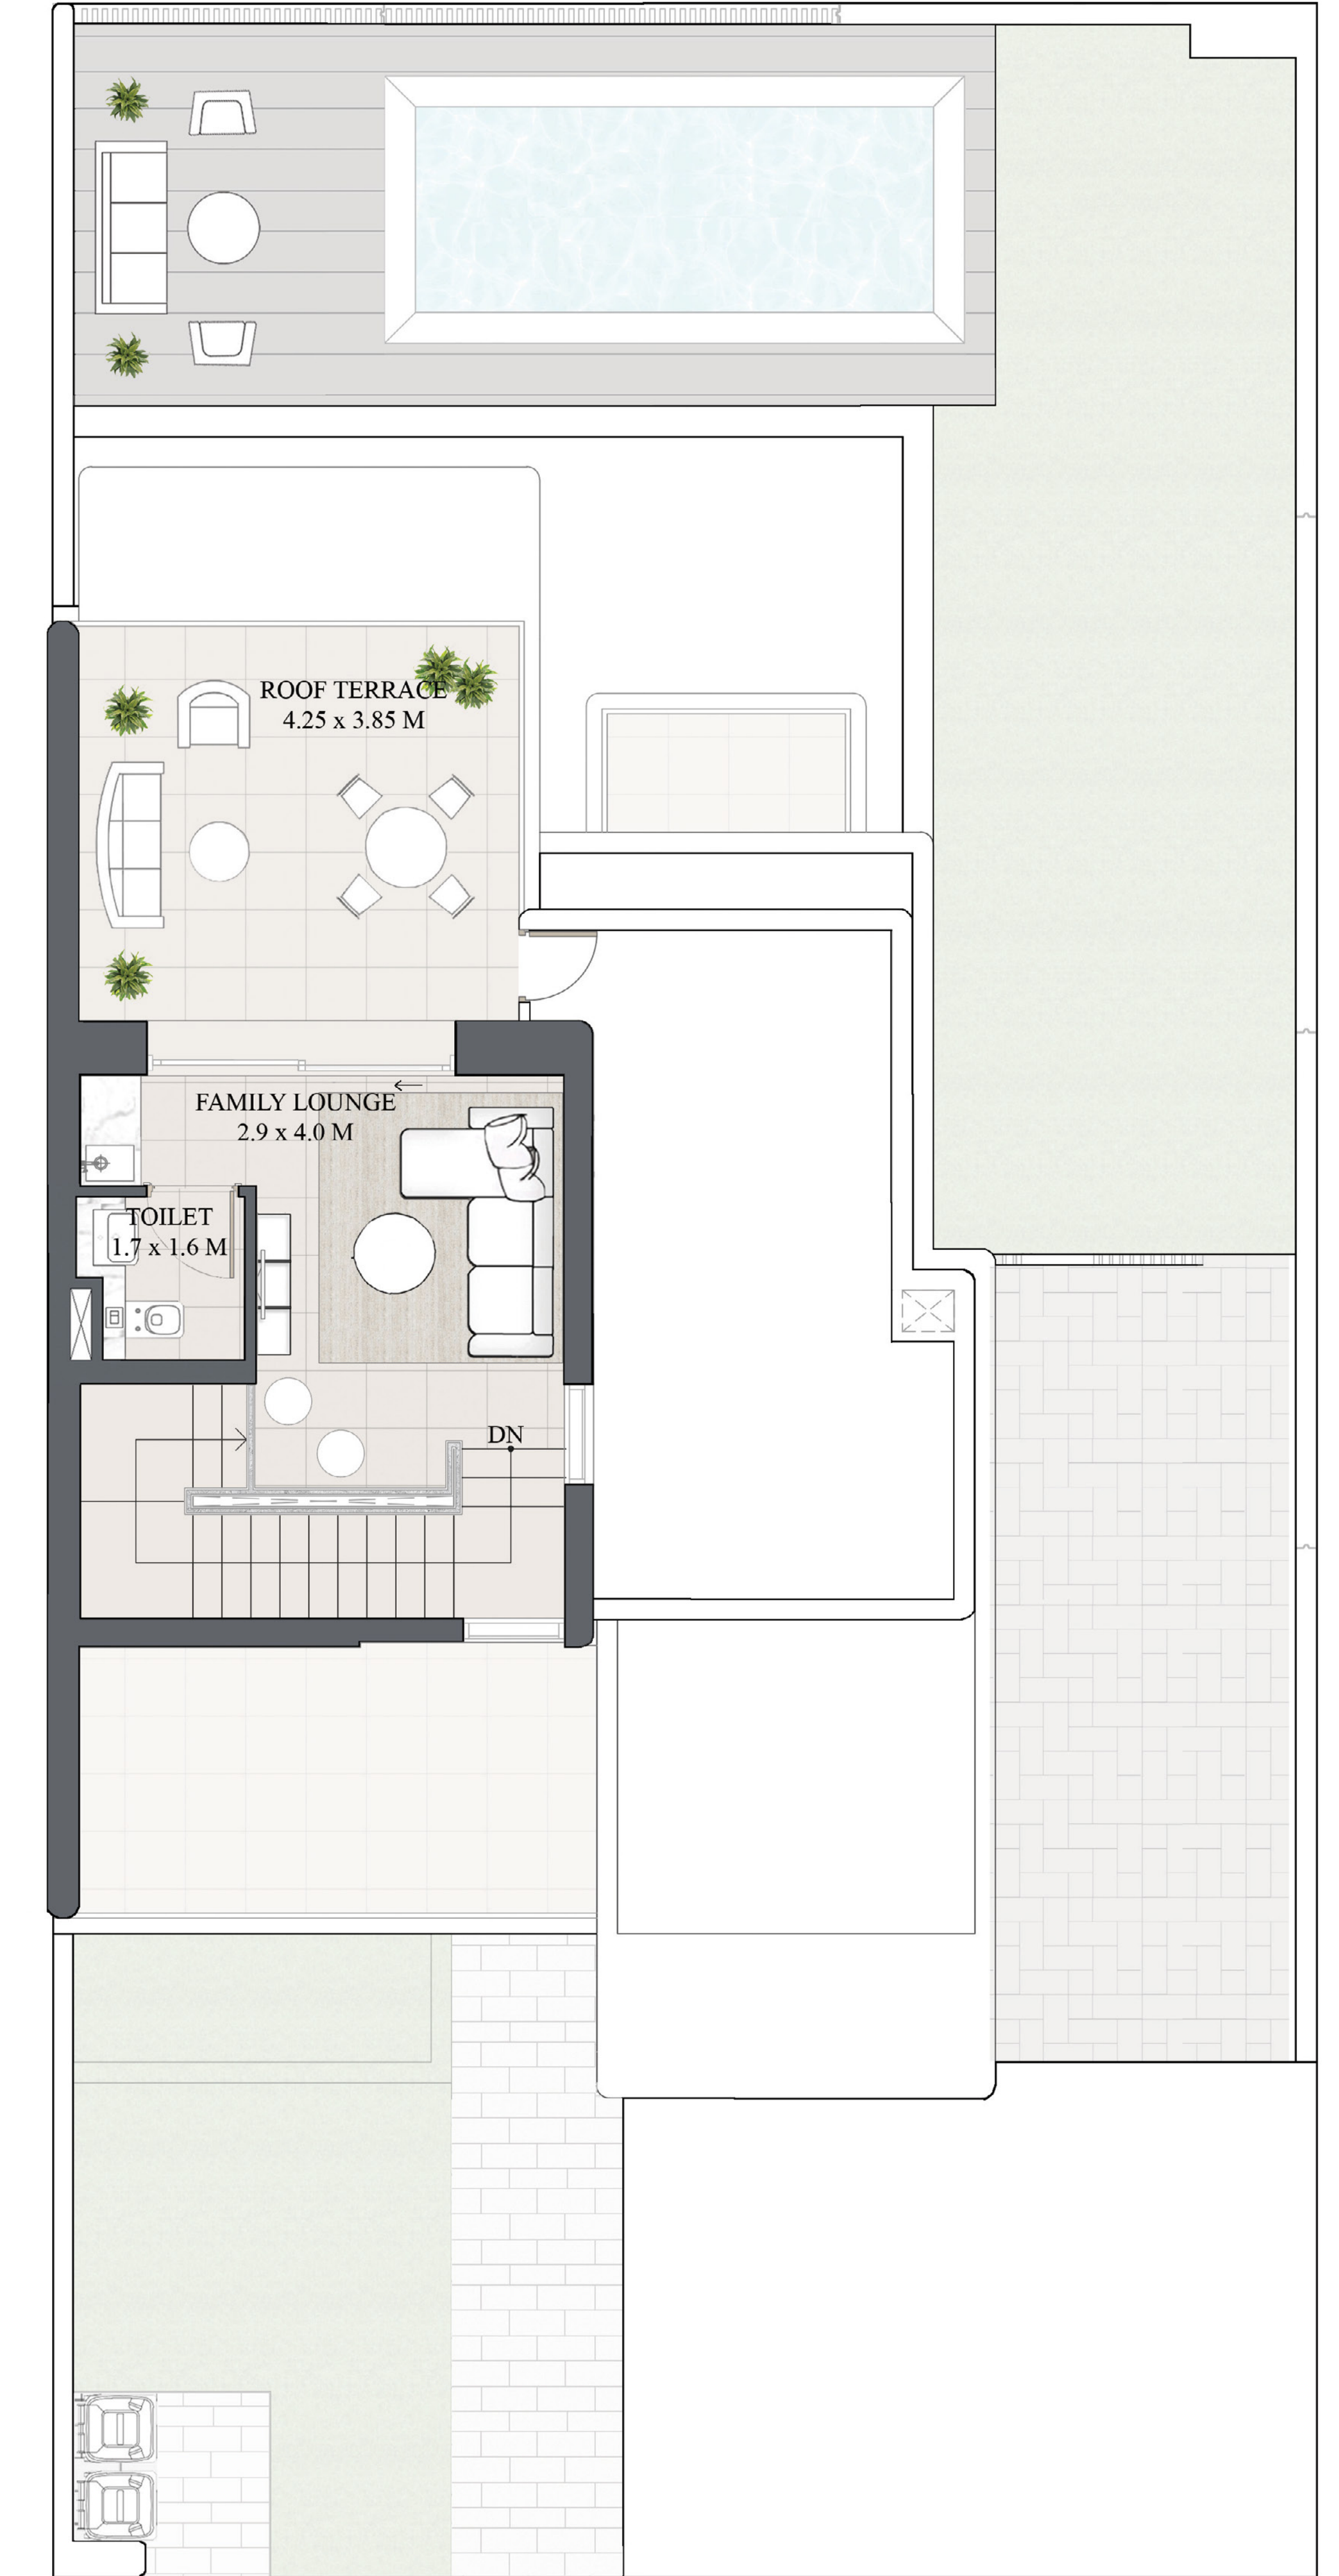 ROOF TERRACE
4.25 x 3.85 M
FAMILY LOUNGE
2.9 x 4.0 M
TOILET
1.7 x 1.6 M
DN